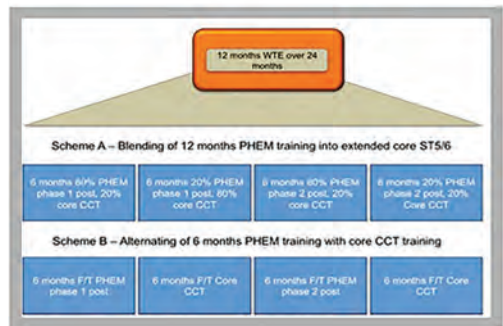 12 months WTE over 24
months
Scheme A – Blending of 12 months PHEM training into extended core ST5/6
6 months 80% PHEM
phase 1 post, 20%
core CCT
6 months 20% PHEM
phase 1 post, 80%
core CCT
6 months 80% PHEM
phase 2 post, 20%
core CCT
6 months 20% PHEM
phase 2 post, 80%
Core CCT
Scheme B – Alternating of 6 months PHEM training with core CCT training
6 months F/T PHEM
phase 1 post
6 months F/T Core
CCT
6 months F/T PHEM
phase 2 post
6 months F/T Core
CCT